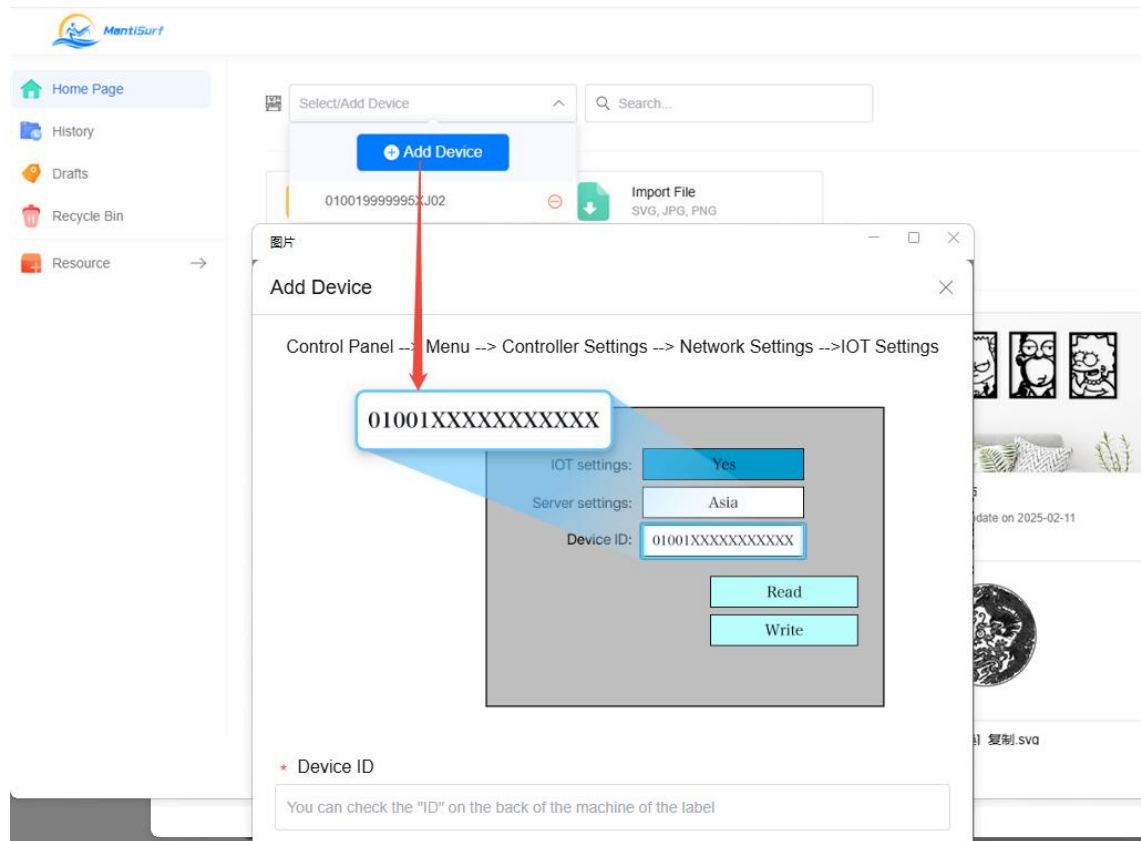 MantiSurf
Home Page
History
Drafts
Recycle Bin
Resource
Select/Add Device
Search...
Add Device
010019999995XJ02
Import File
SVG, JPG, PNG
图片
Add Device
Control Panel --> Menu --> Controller Settings --> Network Settings -->IOT Settings
01001XXXXXXXXXXX
IOT settings: Yes
Server settings: Asia
Device ID: 01001XXXXXXXXXXX
Read
Write
date on 2025-02-11
复制.svg
* Device ID
You can check the "ID" on the back of the machine of the label